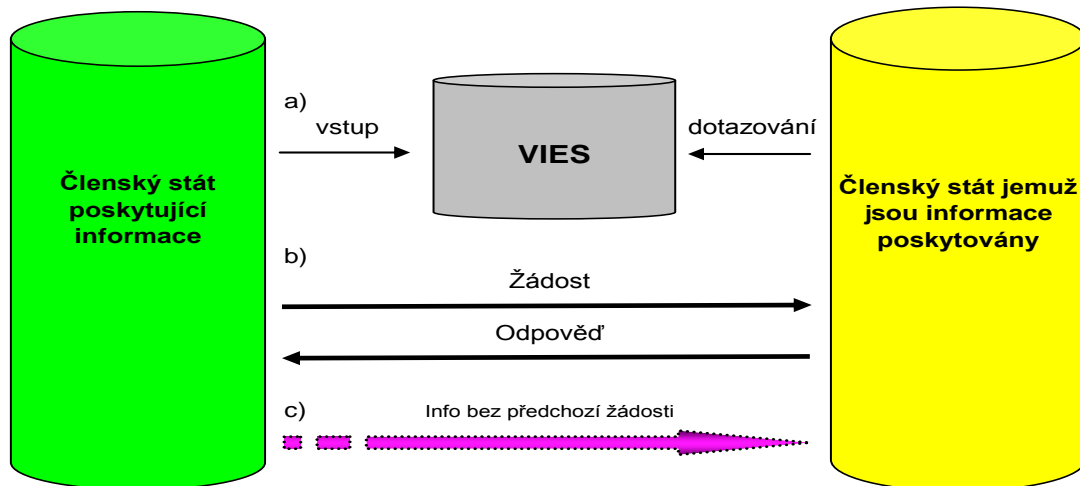 Členský stát
poskytující
informace
a)
vstup
VIES
dotazování
Členský stát jemuž
jsou informace
poskytovány
b)
Žádost
Odpověď
c)
Info bez předchozí žádosti